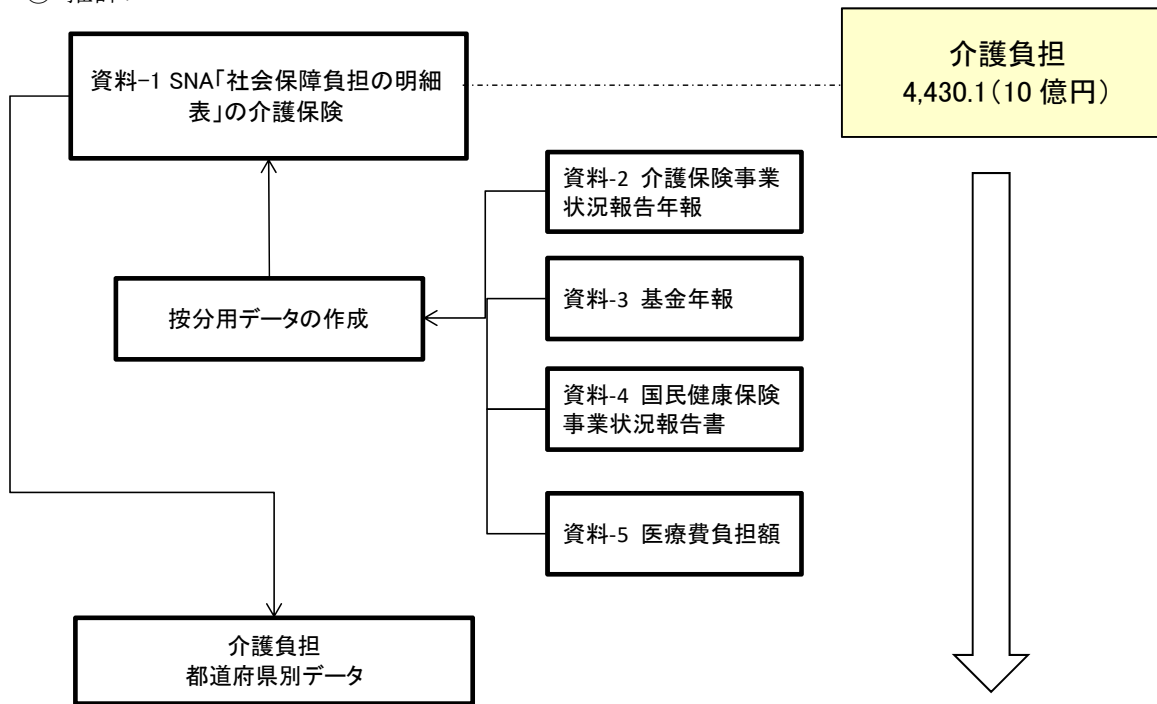 介護負担
4,430.1(10 億円)
資料-1 SNA「社会保障負担の明細
表」の介護保険
資料-2 介護保険事業
状況報告年報
按分用データの作成
資料-3 基金年報
資料-4 国民健康保険
事業状況報告書
資料-5 医療費負担額
介護負担
都道府県別データ